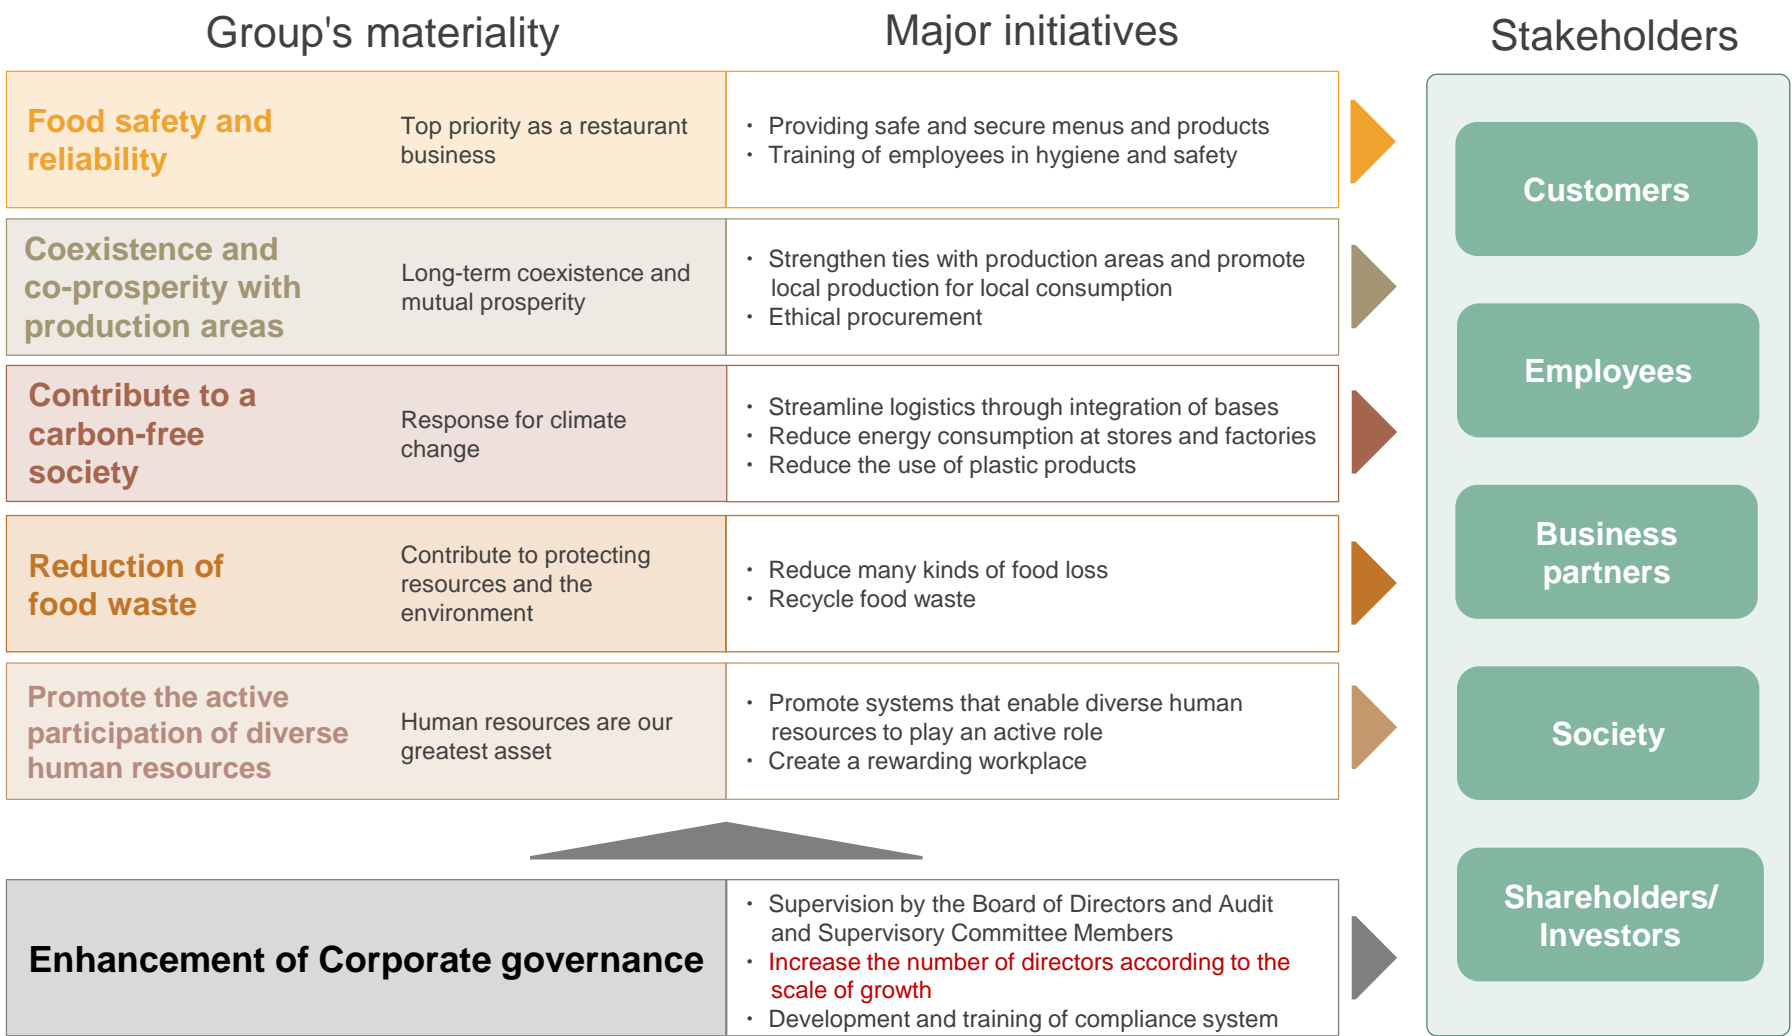 Group's materiality
Major initiatives
Stakeholders
Food safety and
reliability
Top priority as a restaurant
business
・ Providing safe and secure menus and products
・ Training of employees in hygiene and safety
Coexistence and
co-prosperity with
production areas
Long-term coexistence and
mutual prosperity
・ Strengthen ties with production areas and promote
local production for local consumption
・ Ethical procurement
Contribute to a
carbon-free
society
Response for climate
change
・ Streamline logistics through integration of bases
・ Reduce energy consumption at stores and factories
・ Reduce the use of plastic products
Reduction of
food waste
Contribute to protecting
resources and the
environment
・ Reduce many kinds of food loss
・ Recycle food waste
Promote the active
participation of diverse
human resources
Human resources are our
greatest asset
・ Promote systems that enable diverse human
resources to play an active role
・ Create a rewarding workplace
Enhancement of Corporate governance
・ Supervision by the Board of Directors and Audit
and Supervisory Committee Members
・ Increase the number of directors according to the
scale of growth
・ Development and training of compliance system
Customers
Employees
Business
partners
Society
Shareholders/
Investors